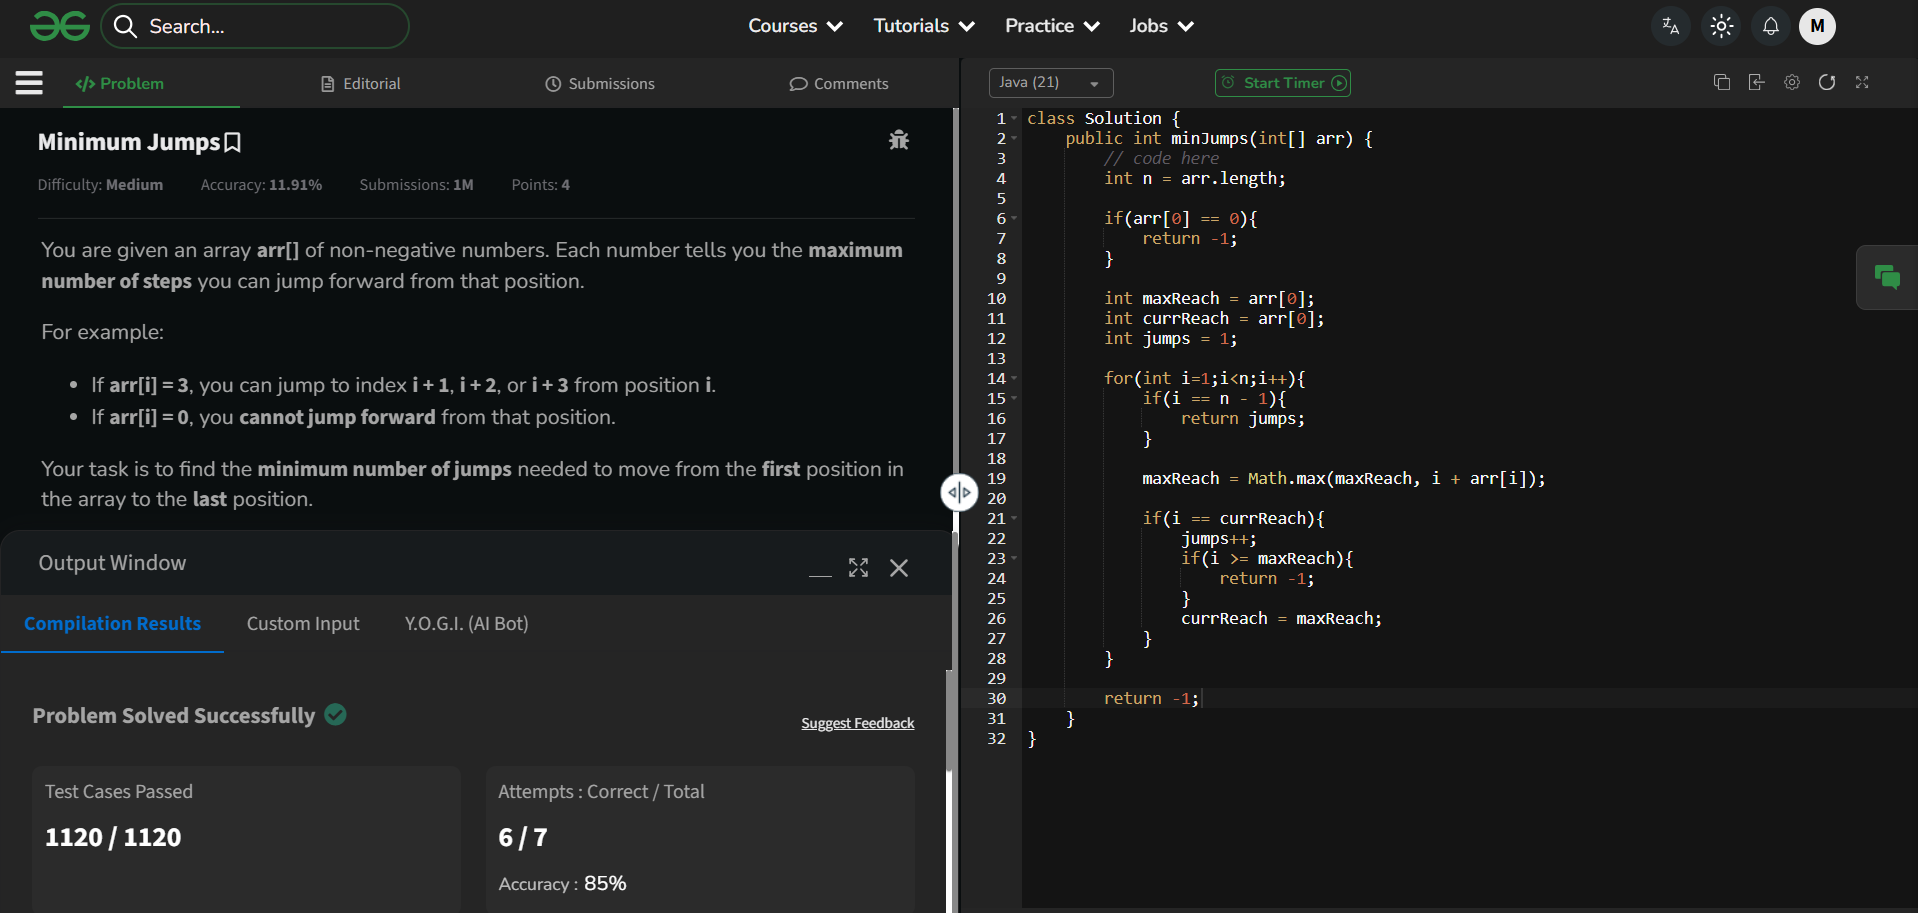 Search...
Courses
Tutorials
Practice
Jobs
M
</> Problem
Editorial
Submissions
Comments
Java (21)
Start Timer
Minimum Jumps
Difficulty: Medium
Accuracy: 11.91%
Submissions: 1M
Points: 4
You are given an array arr[] of non-negative numbers. Each number tells you the maximum
number of steps you can jump forward from that position.
For example:
• If arr[i] = 3, you can jump to index i + 1, i + 2, or i + 3 from position i.
• If arr[i] = 0, you cannot jump forward from that position.
Your task is to find the minimum number of jumps needed to move from the first position in
the array to the last position.
Output Window
Compilation Results
Custom Input
Y.O.G.I. (AI Bot)
Problem Solved Successfully
Suggest Feedback
Test Cases Passed
1120 / 1120
Attempts : Correct / Total
6 / 7
Accuracy : 85%
1 class Solution {
2     public int minJumps(int[] arr) {
3         // code here
4         int n = arr.length;
5
6         if(arr[0] == 0){
7             return -1;
8         }
9
10         int maxReach = arr[0];
11         int currReach = arr[0];
12         int jumps = 1;
13
14         for(int i=1;i<n;i++){
15             if(i == n - 1){
16                 return jumps;
17             }
18
19             maxReach = Math.max(maxReach, i + arr[i]);
20
21             if(i == currReach){
22                 jumps++;
23                 if(i >= maxReach){
24                     return -1;
25                 }
26                 currReach = maxReach;
27             }
28         }
29
30         return -1;
31     }
32 }